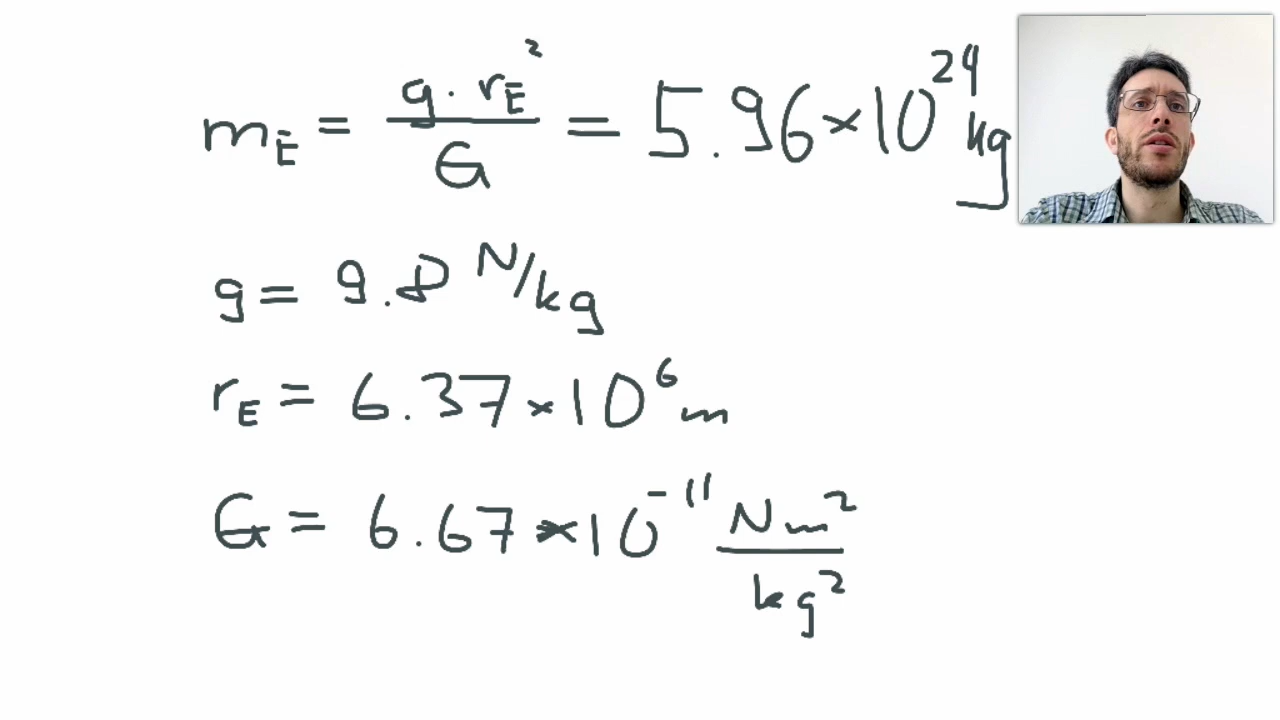 m_E = g · r_E² / G = 5.96 × 10²⁴ kg
g = 9.8 N/kg
r_E = 6.37 × 10⁶ m
G = 6.67 × 10⁻¹¹ Nm² / kg²